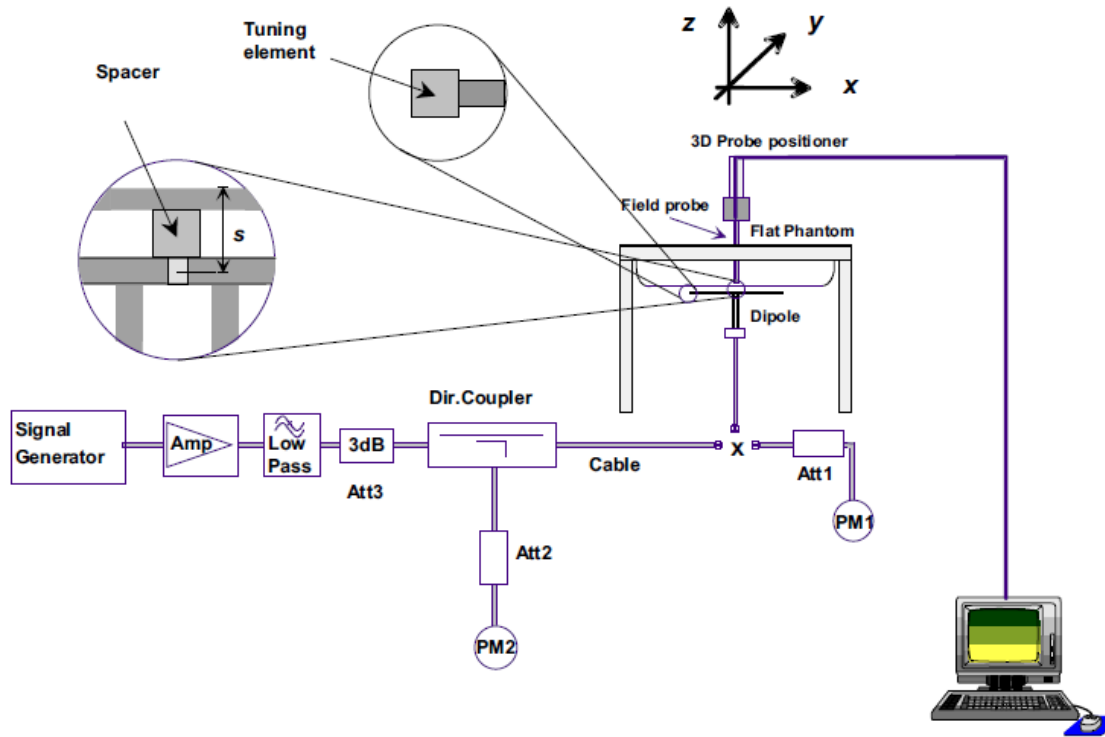 Tuning
element
Spacer
s
z
y
x
3D Probe positioner
Field probe
Flat Phantom
Dipole
Dir.Coupler
Signal
Generator
Amp
Low
Pass
3dB
Att3
Cable
X
Att1
PM1
Att2
PM2